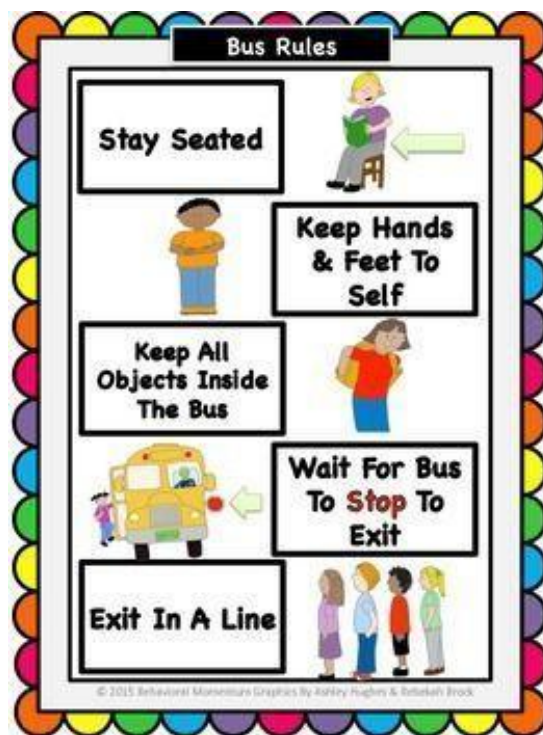 Bus Rules
Stay Seated
Keep Hands
& Feet To
Self
Keep All
Objects Inside
The Bus
Wait For Bus
To Stop To
Exit
Exit In A Line
© 2015 Behavioral Momentum Graphics By Ashley Hughes & Rebekah Brock